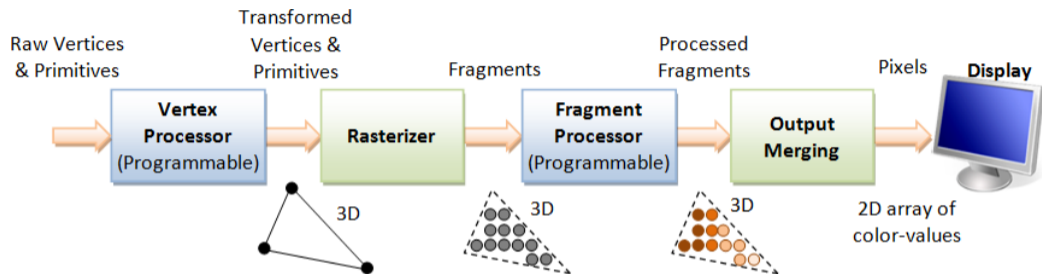 Raw Vertices
& Primitives
Transformed
Vertices &
Primitives
Fragments
Processed
Fragments
Pixels
Display
Vertex
Processor
(Programmable)
Rasterizer
Fragment
Processor
(Programmable)
Output
Merging
3D
3D
3D
2D array of
color-values